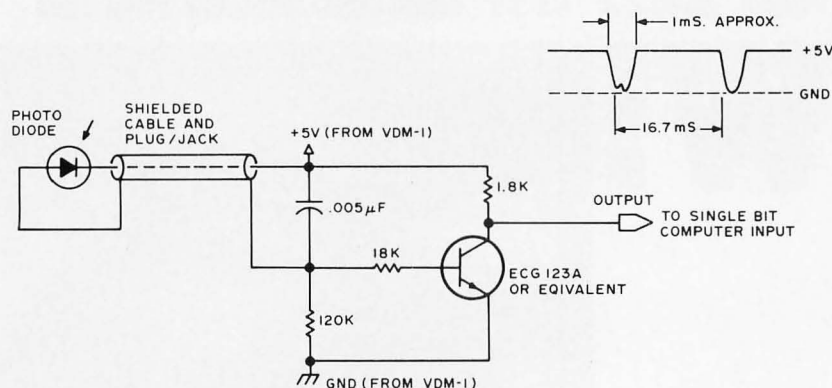 1mS. APPROX.
+5V
GND
16.7mS
PHOTO
DIODE
SHIELDED
CABLE AND
PLUG/JACK
+5V (FROM VDM-1)
.005µF
1.8K
OUTPUT
TO SINGLE BIT
COMPUTER INPUT
18K
ECG 123A
OR EQIVALENT
120K
GND (FROM VDM-1)